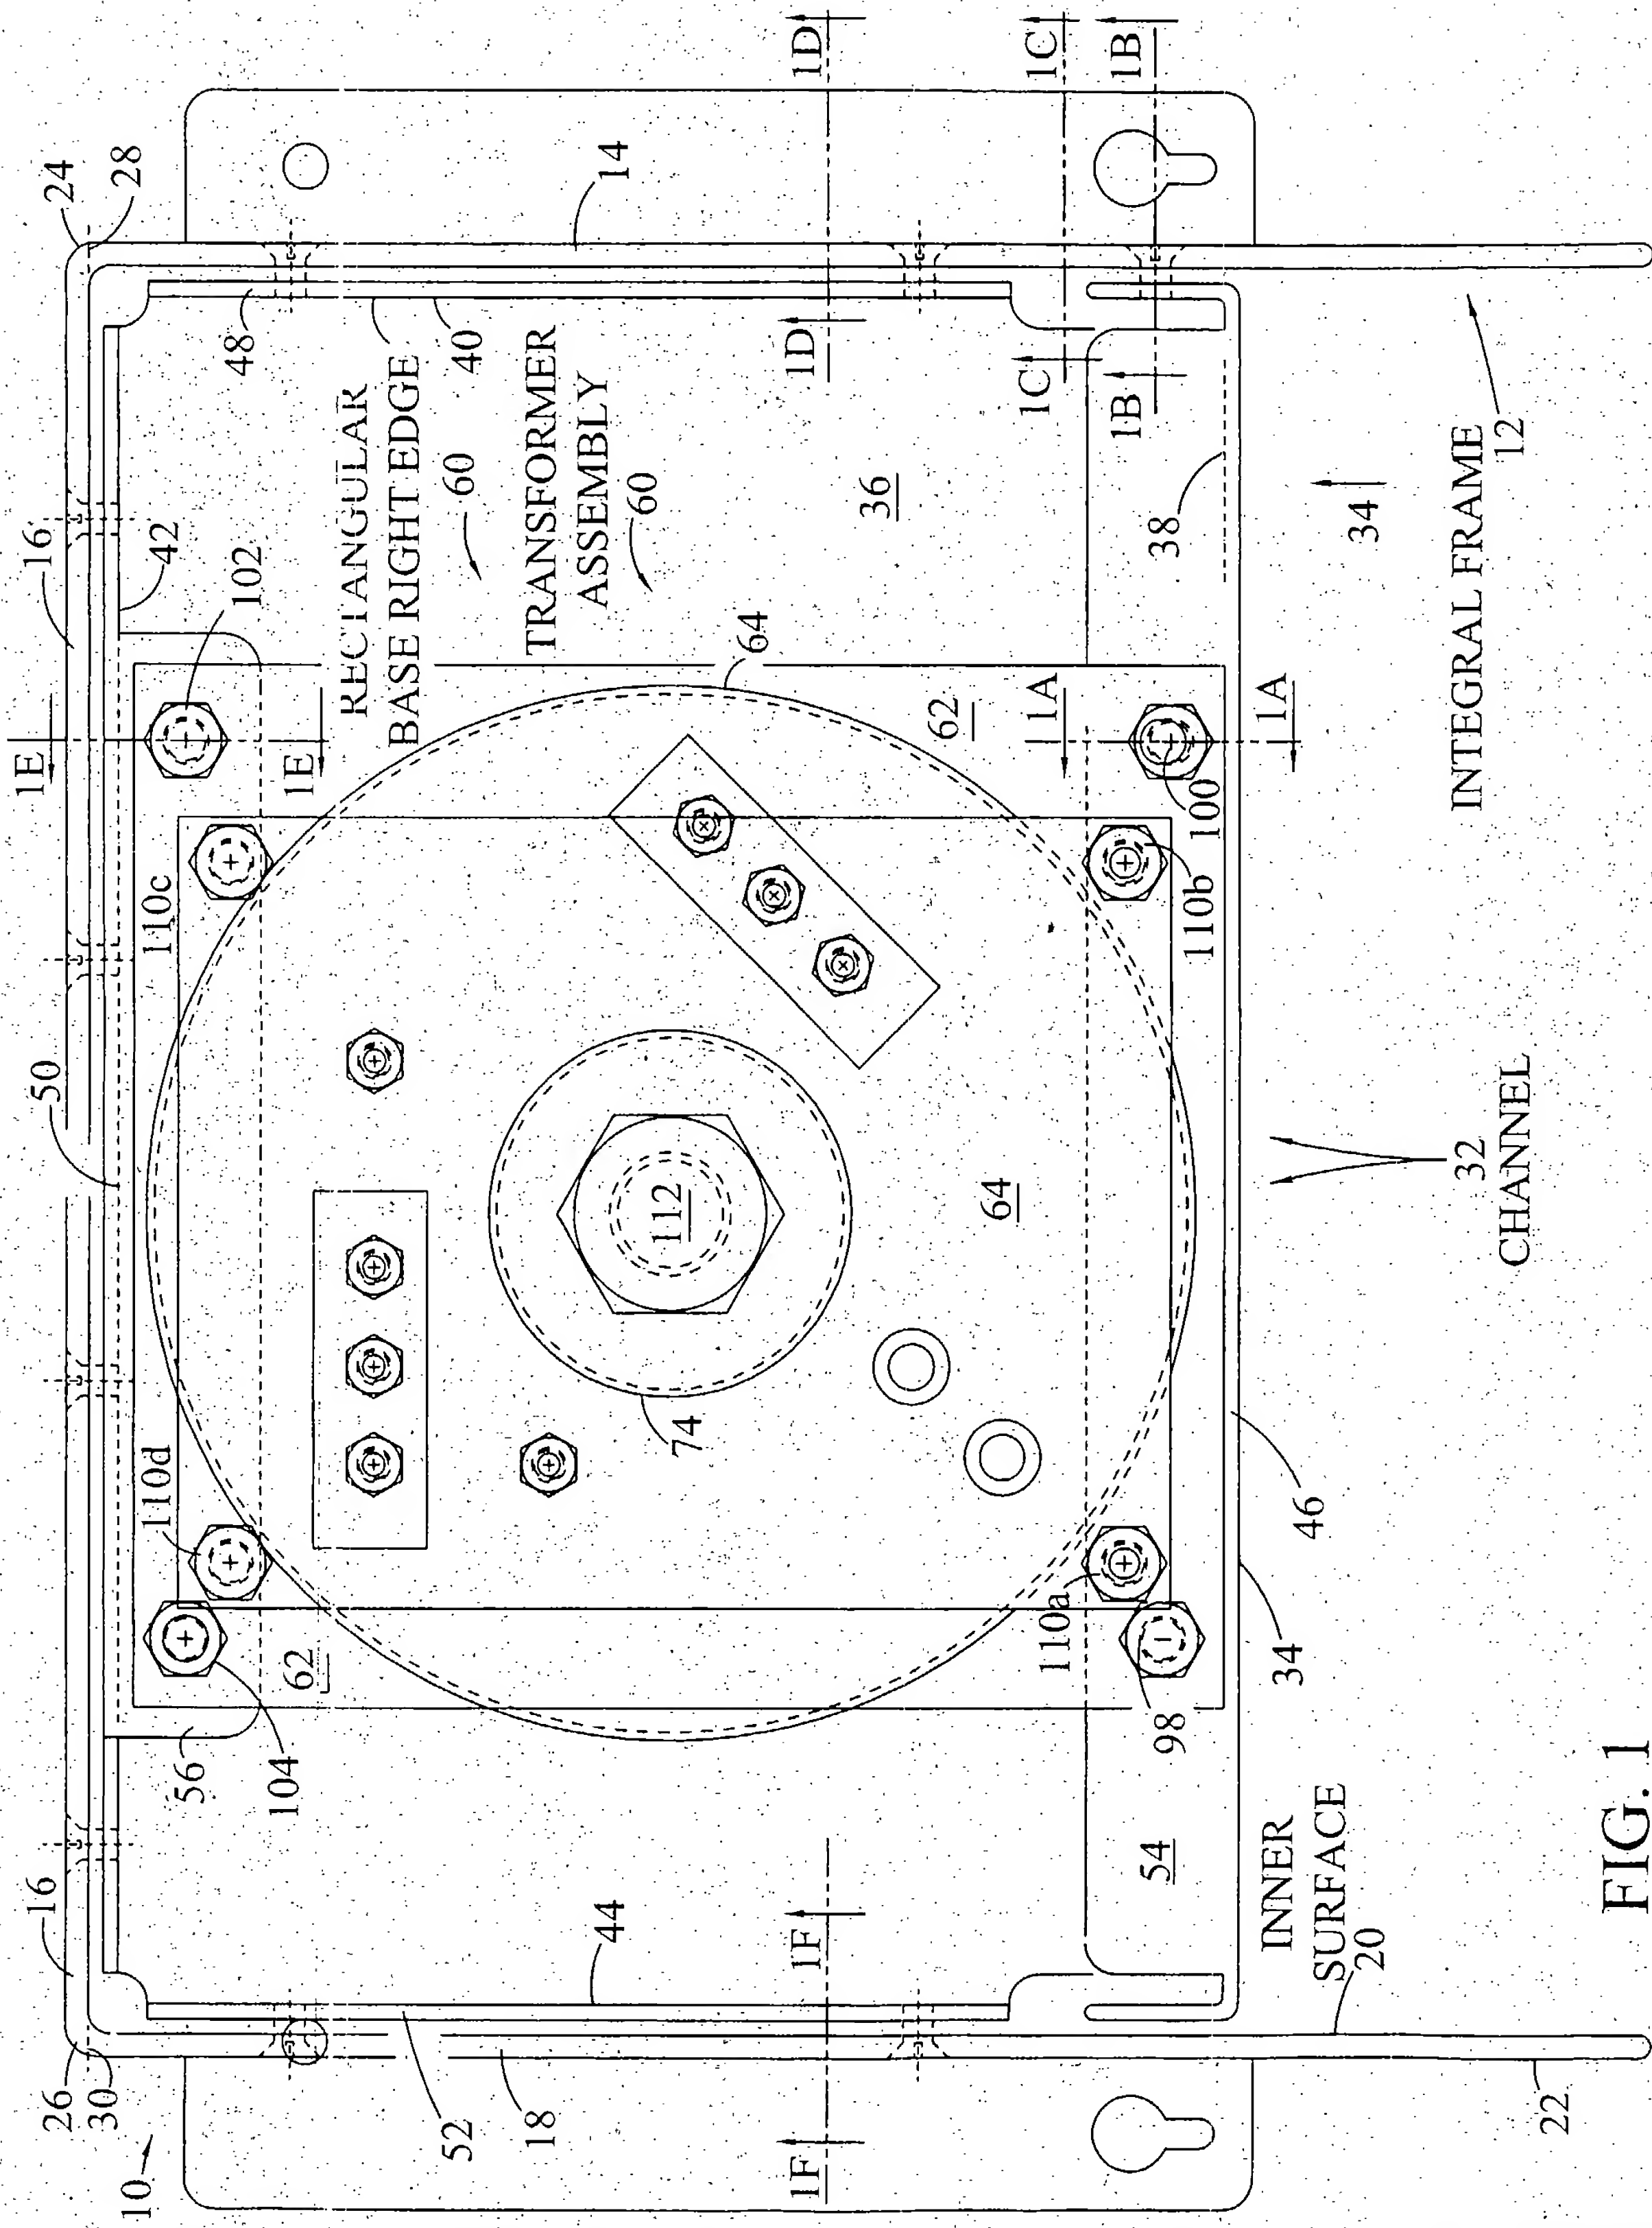 10
26
30
16
50
16
24
28
1E
1E
42
102
48
14
1D
1D
1C
1C
1B
1B
RECTANGULAR
BASE RIGHT EDGE
40
60
TRANSFORMER
ASSEMBLY
60
36
38
34
110c
110d
104
56
62
52
18
44
1F
1F
64
62
1A
1A
100
110b
112
74
64
110a
98
54
46
34
32
CHANNEL
INTEGRAL FRAME
12
INNER
SURFACE
20
22
FIG. 1